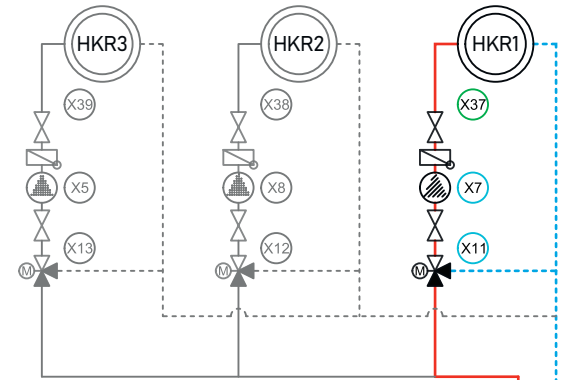 HKR3 HKR2 HKR1
X39 X38 X37
X5 X8 X7
X13 X12 X11
M M M